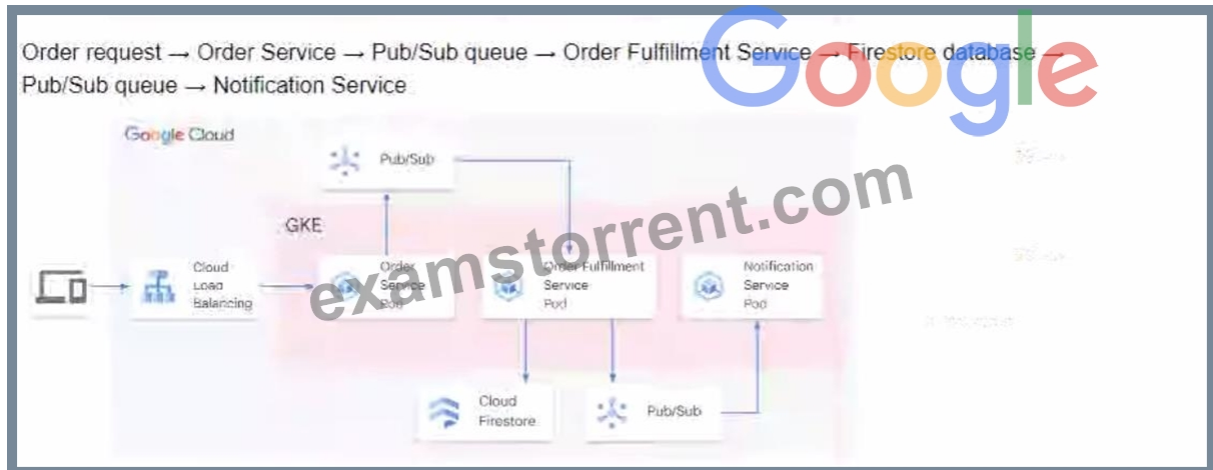 Order request → Order Service → Pub/Sub queue → Order Fulfillment Service → Firestore database →
Pub/Sub queue → Notification Service
Google
Google Cloud
Pub/Sub
GKE
examstorrent.com
Cloud
Load
Balancing
Order
Service
Pod
Order Fulfillment
Service
Pod
Notification
Service
Pod
Cloud
Firestore
Pub/Sub